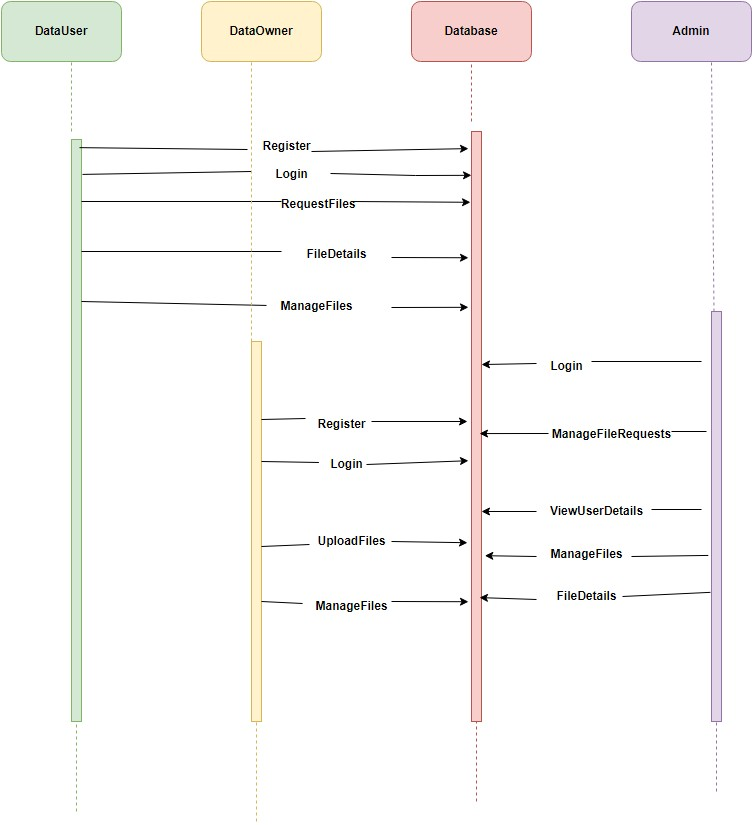 DataUser
DataOwner
Database
Admin
Register
Login
RequestFiles
FileDetails
ManageFiles
Login
Register
ManageFileRequests
Login
ViewUserDetails
UploadFiles
ManageFiles
FileDetails
ManageFiles